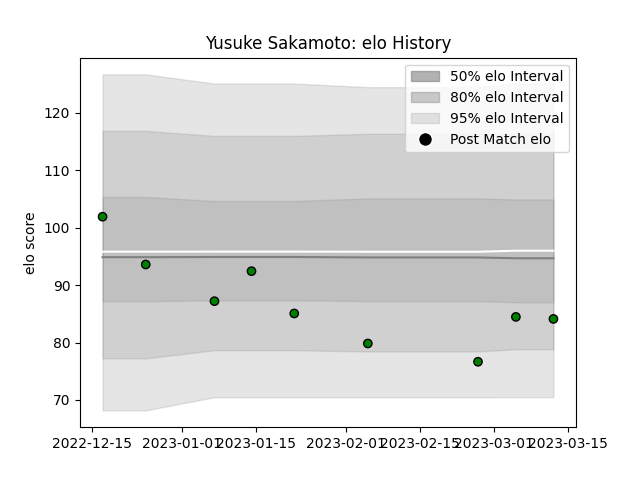 Yusuke Sakamoto: elo History
50% elo Interval
80% elo Interval
95% elo Interval
Post Match elo
elo score
120
110
100
90
80
70
2022-12-15 2023-01-01 2023-01-15 2023-02-01 2023-02-15 2023-03-01 2023-03-15